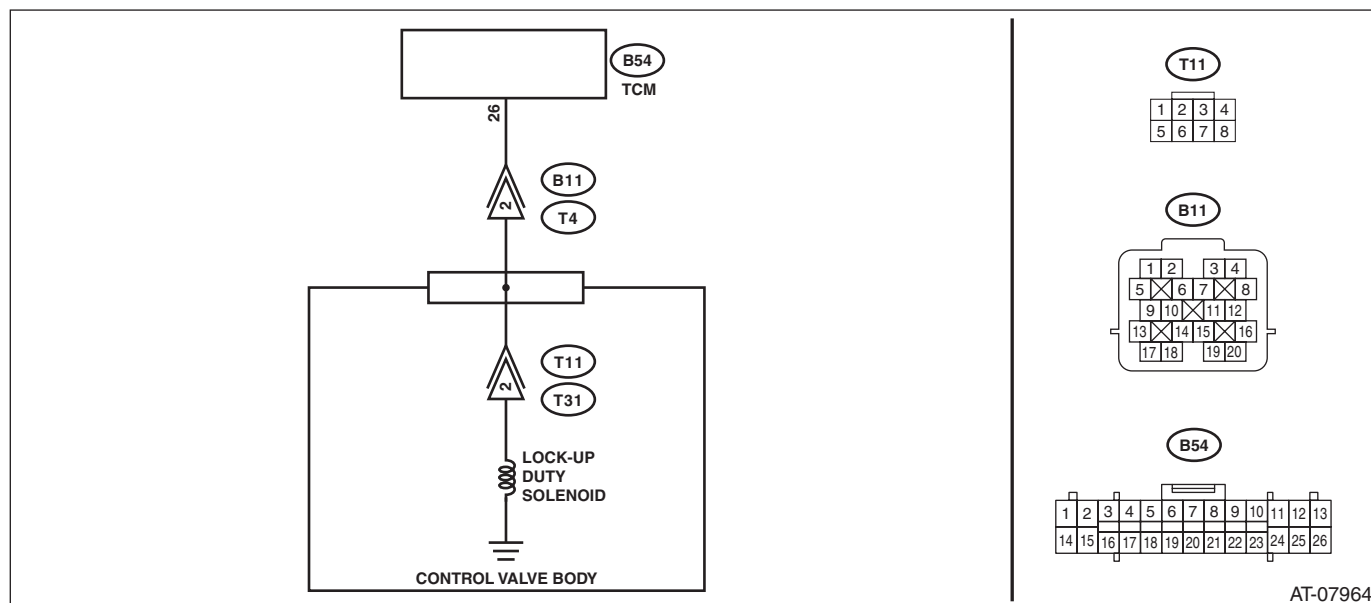 B54
TCM
26
B11
2
T4
T11
2
T31
LOCK-UP
DUTY
SOLENOID
CONTROL VALVE BODY
T11
1 2 3 4
5 6 7 8
B11
1 2 3 4
5 6 7 8
9 10 11 12
13 14 15 16
17 18 19 20
B54
1 2 3 4 5 6 7 8 9 10 11 12 13
14 15 16 17 18 19 20 21 22 23 24 25 26
AT-07964